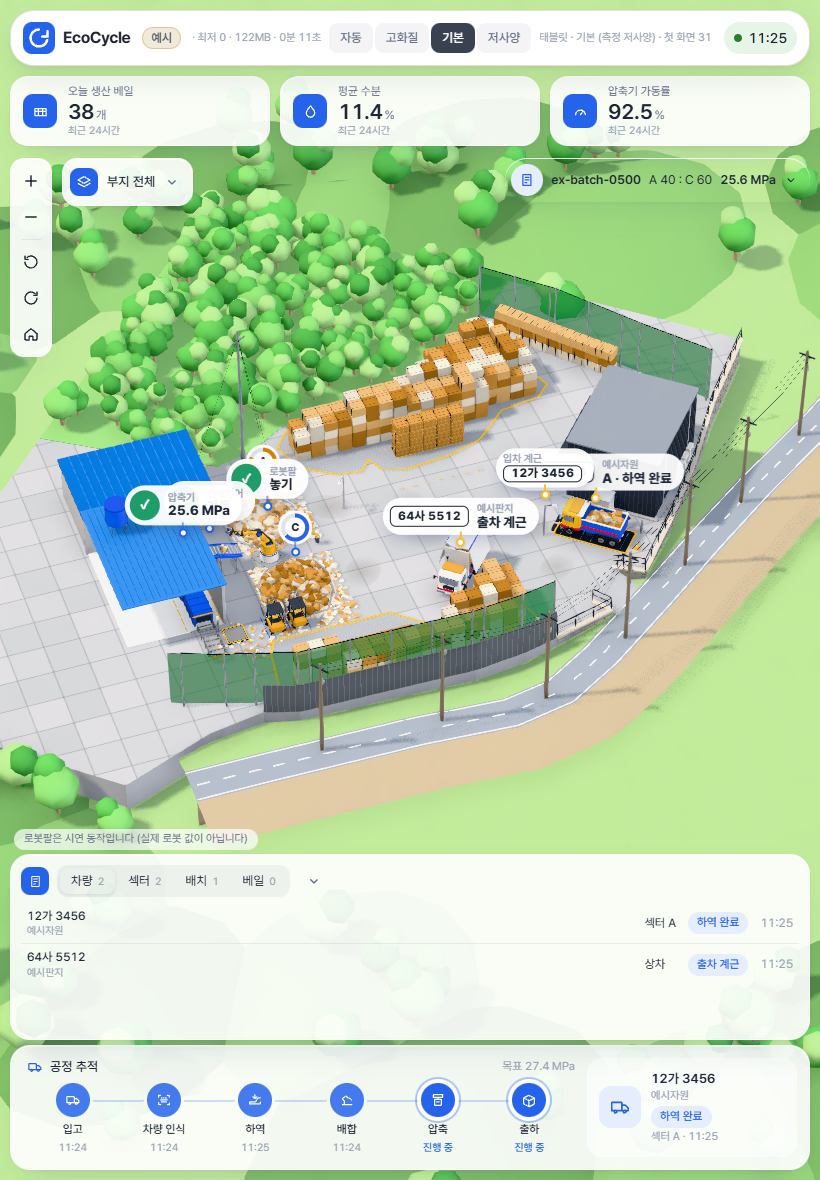 EcoCycle 예시 · 최저 0 · 122MB · 0분 11초 자동 고화질 기본 저사양 태블릿 · 기본 (측정 저사양) · 첫 화면 31 11:25
오늘 생산 베일
38개
최근 24시간
평균 수분
11.4%
최근 24시간
압축기 가동률
92.5%
최근 24시간
부지 전체
ex-batch-0500 A 40 : C 60 25.6 MPa
로봇팔
놓기
압축기
25.6 MPa
C
입차 계근
12가 3456
예시자원
A · 하역 완료
64사 5512
예시판지
출차 계근
로봇팔은 시연 동작입니다 (실제 로봇 값이 아닙니다)
차량 2 섹터 2 배치 1 베일 0
12가 3456
예시자원
섹터 A 하역 완료 11:25
64사 5512
예시판지
상차 출차 계근 11:25
공정 추적
목표 27.4 MPa
입고
11:24
차량 인식
11:24
하역
11:25
배합
11:24
압축
진행 중
출하
진행 중
12가 3456
예시자원
하역 완료
섹터 A · 11:25